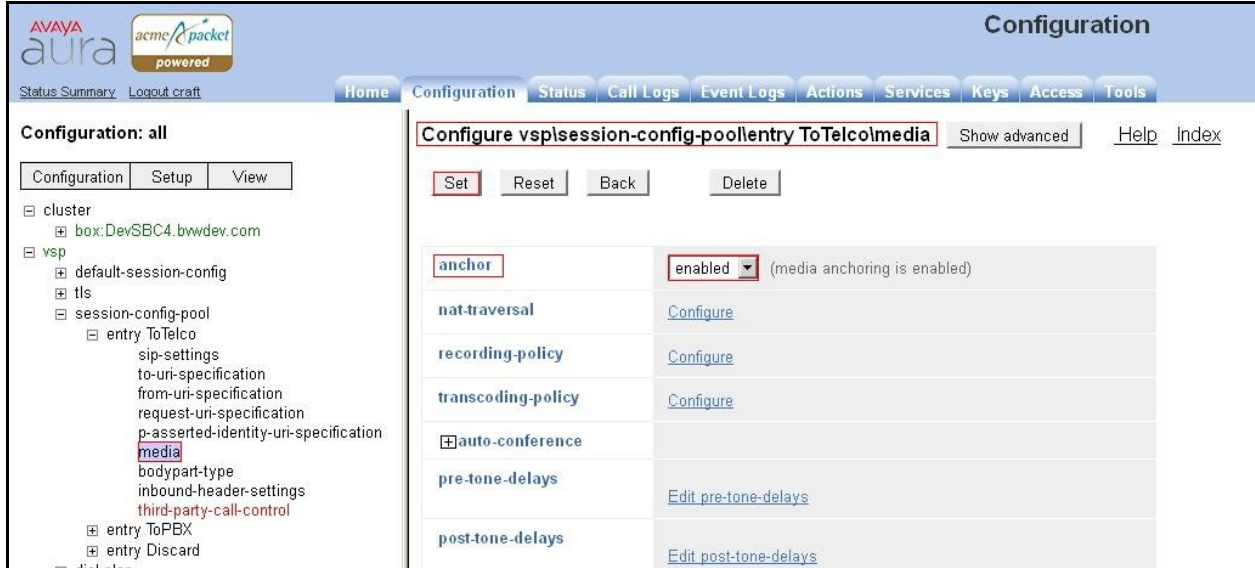 AVAYA
aura
acme packet
powered
Configuration
Status Summary Logout craft
Home Configuration Status Call Logs Event Logs Actions Services Keys Access Tools
Configuration: all
Configuration Setup View
cluster
box:DevSBC4.bvwdev.com
vsp
default-session-config
tls
session-config-pool
entry ToTelco
sip-settings
to-uri-specification
from-uri-specification
request-uri-specification
p-asserted-identity-uri-specification
media
bodypart-type
inbound-header-settings
third-party-call-control
entry ToPBX
entry Discard
dial-plan
Configure vsp\session-config-pool\entry ToTelco\media Show advanced Help Index
Set Reset Back Delete
anchor enabled (media anchoring is enabled)
nat-traversal Configure
recording-policy Configure
transcoding-policy Configure
auto-conference
pre-tone-delays Edit pre-tone-delays
post-tone-delays Edit post-tone-delays